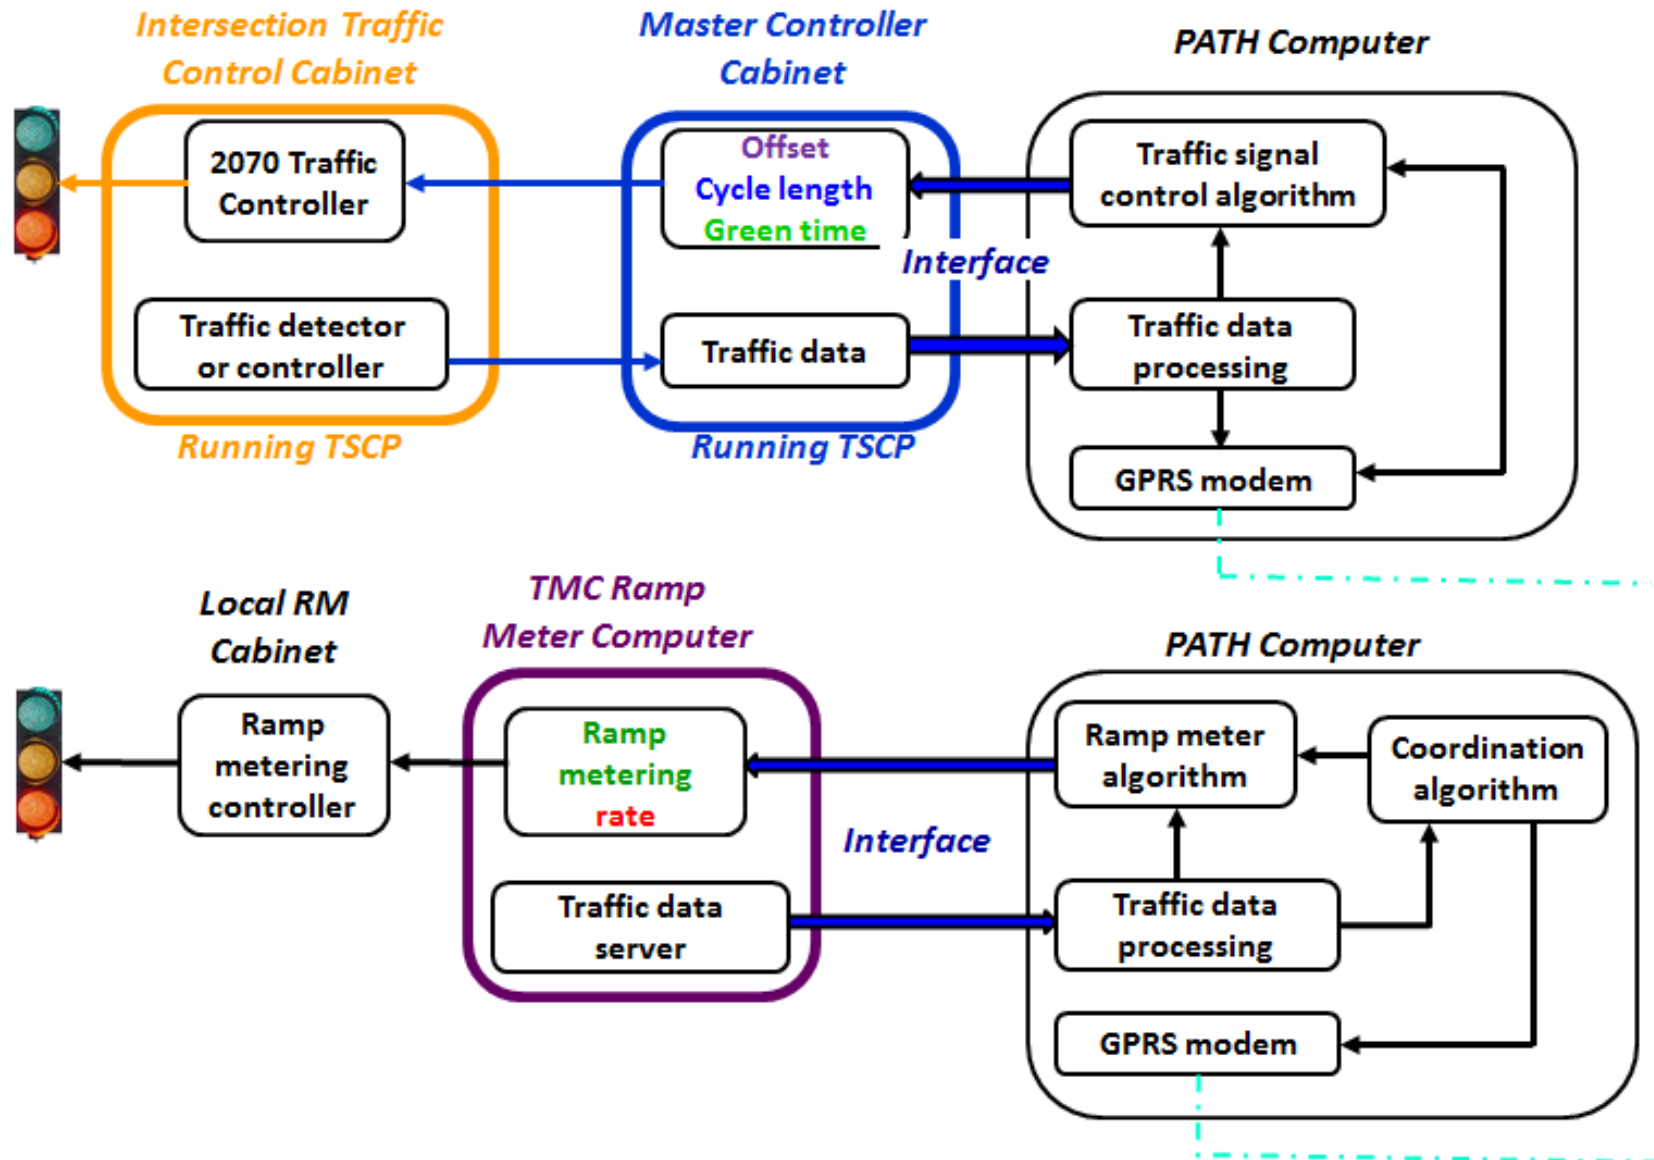 Intersection Traffic
Control Cabinet
Master Controller
Cabinet
PATH Computer
2070 Traffic
Controller
Offset
Cycle length
Green time
Traffic signal
control algorithm
Interface
Traffic detector
or controller
Traffic data
Traffic data
processing
GPRS modem
Running TSCP
Running TSCP
Local RM
Cabinet
TMC Ramp
Meter Computer
PATH Computer
Ramp
metering
controller
Ramp
metering
rate
Ramp meter
algorithm
Coordination
algorithm
Interface
Traffic data
server
Traffic data
processing
GPRS modem